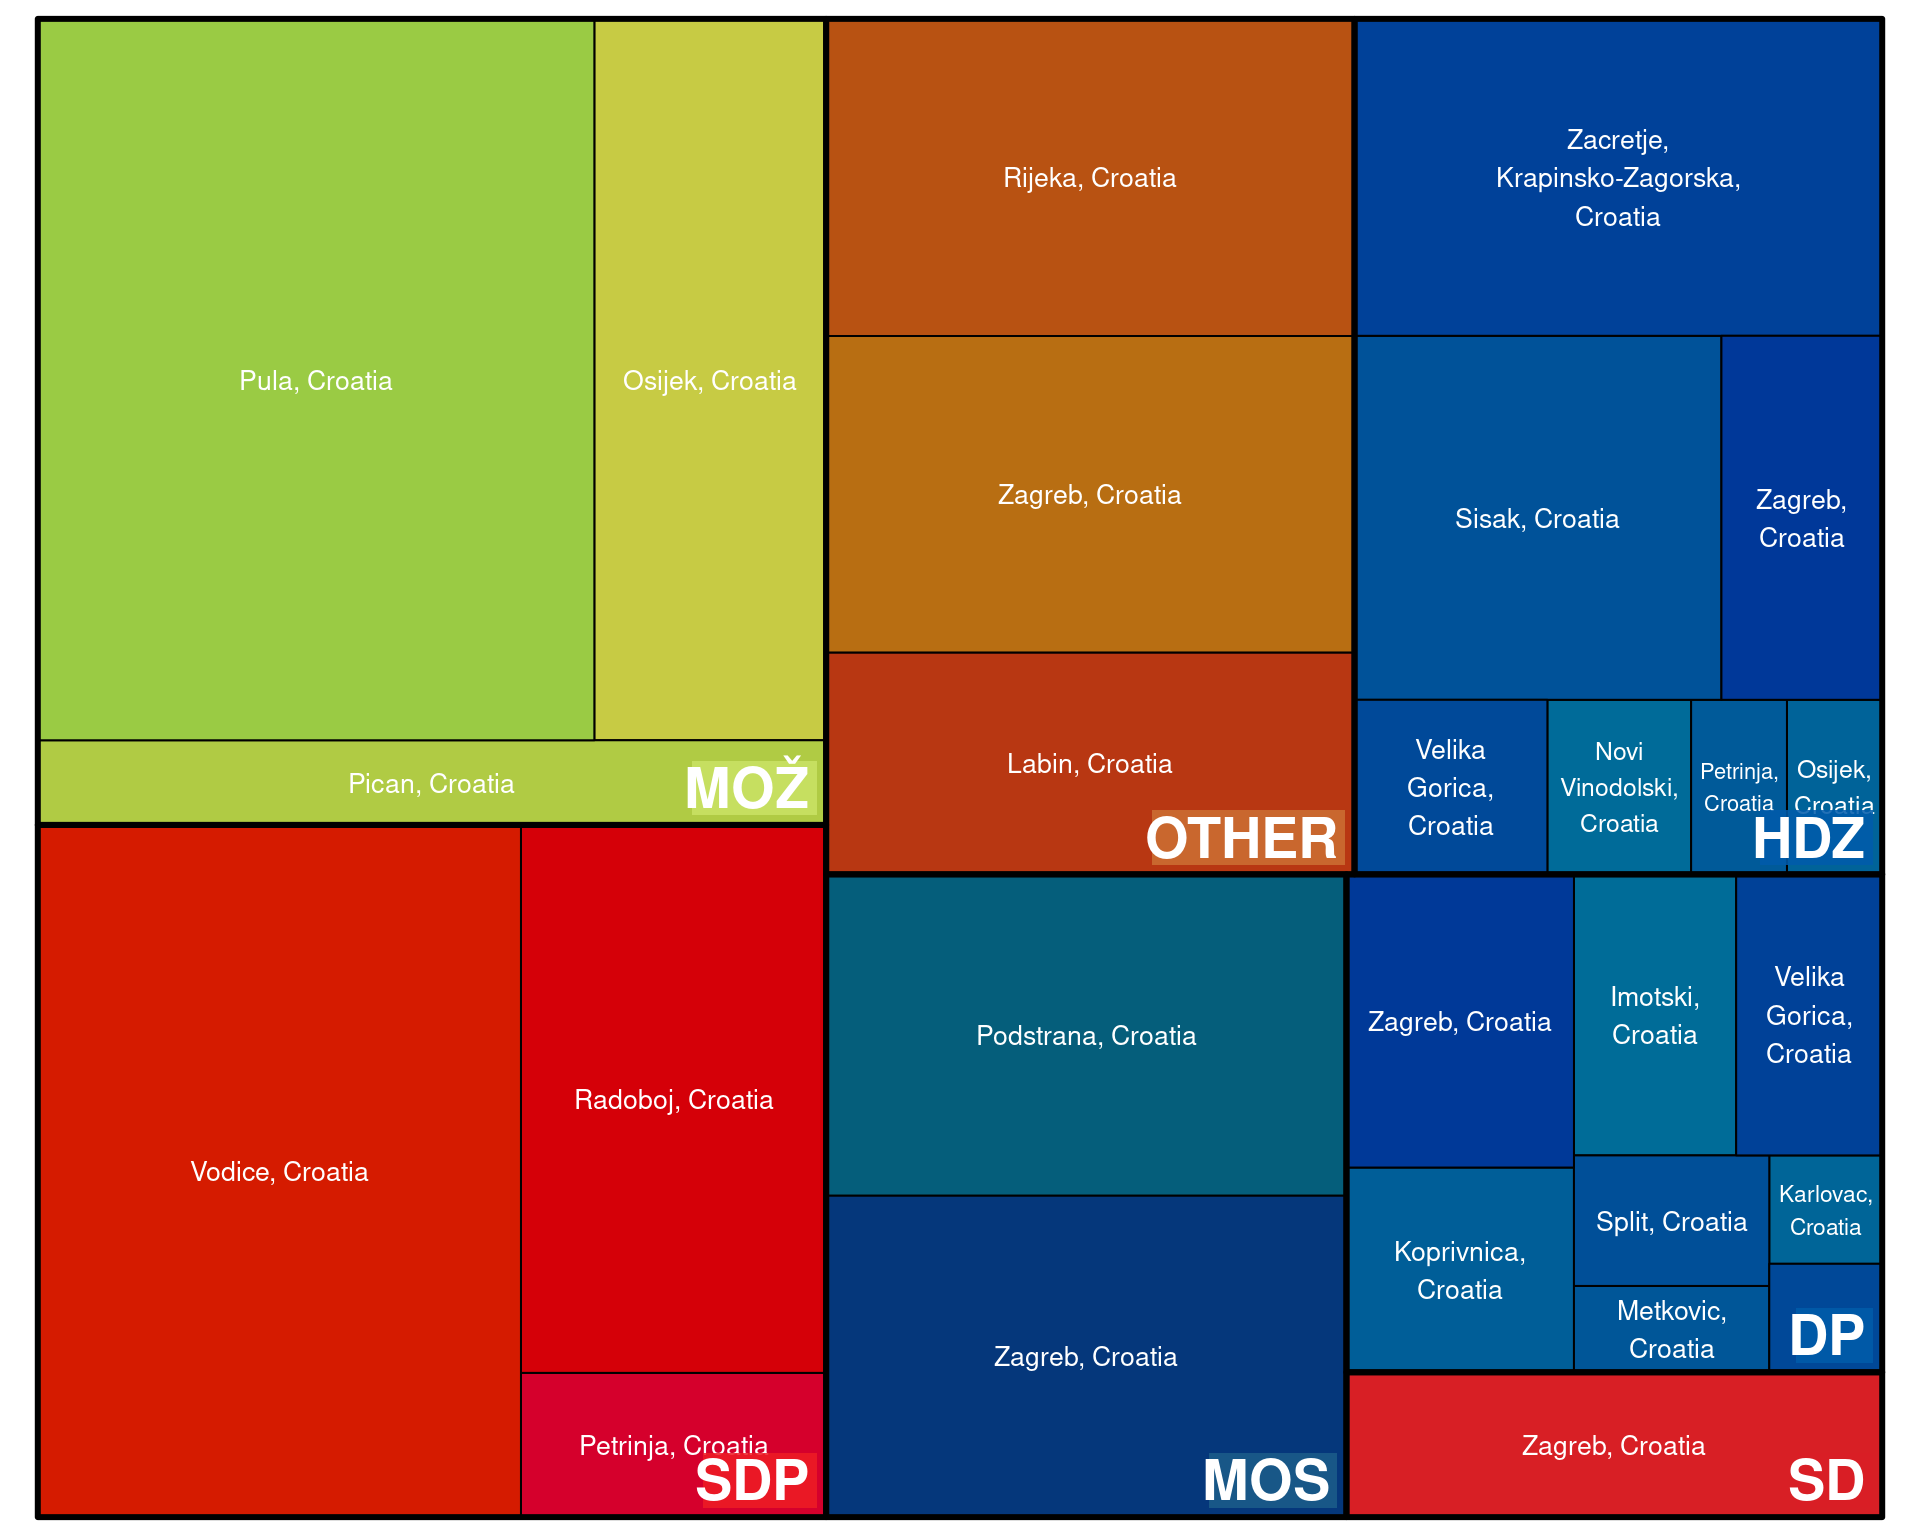 Pula, Croatia
Osijek, Croatia
Pican, Croatia
MOŽ
Rijeka, Croatia
Zagreb, Croatia
Labin, Croatia
OTHER
Zacretje,
Krapinsko-Zagorska,
Croatia
Sisak, Croatia
Zagreb,
Croatia
Velika
Gorica,
Croatia
Novi
Vinodolski,
Croatia
Petrinja,
Croatia
Osijek,
Croatia
HDZ
Vodice, Croatia
Radoboj, Croatia
Petrinja, Croatia
SDP
Podstrana, Croatia
Zagreb, Croatia
MOS
Zagreb, Croatia
Imotski,
Croatia
Velika
Gorica,
Croatia
Koprivnica,
Croatia
Split, Croatia
Karlovac,
Croatia
Metkovic,
Croatia
DP
Zagreb, Croatia
SD